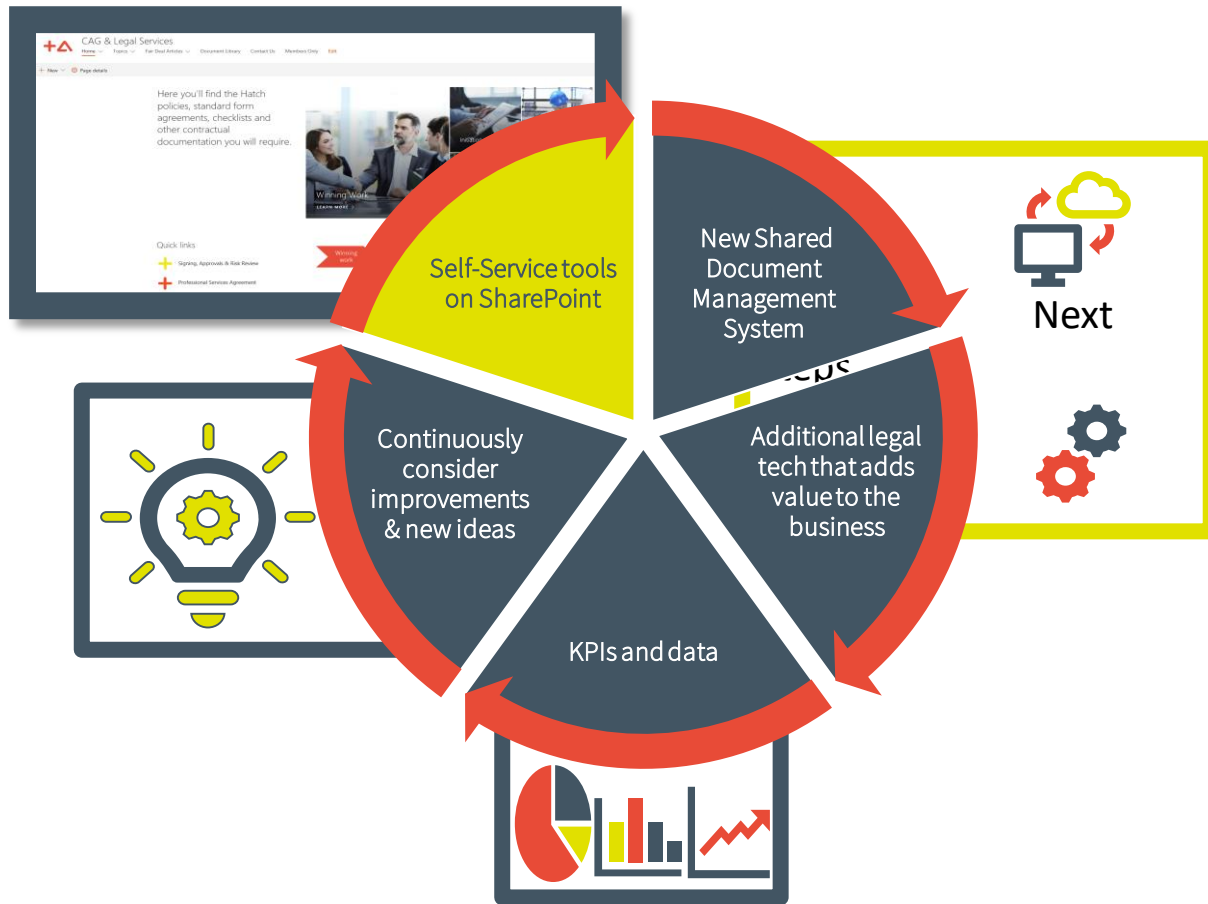 CAG & Legal Services
Home Topics Fair Deal Articles Document Library Contact Us Members Only Edit
+ New Page details
Here you'll find the Hatch
policies, standard form
agreements, checklists and
other contractual
documentation you will require.
Winning Work
LEARN MORE
Quick links
Signing, Approvals & Risk Review
Professional Services Agreement
Winning
work
Self-Service tools
on SharePoint
New Shared
Document
Management
System
Next
Additional legal
tech that adds
value to the
business
KPIs and data
Continuously
consider
improvements
& new ideas